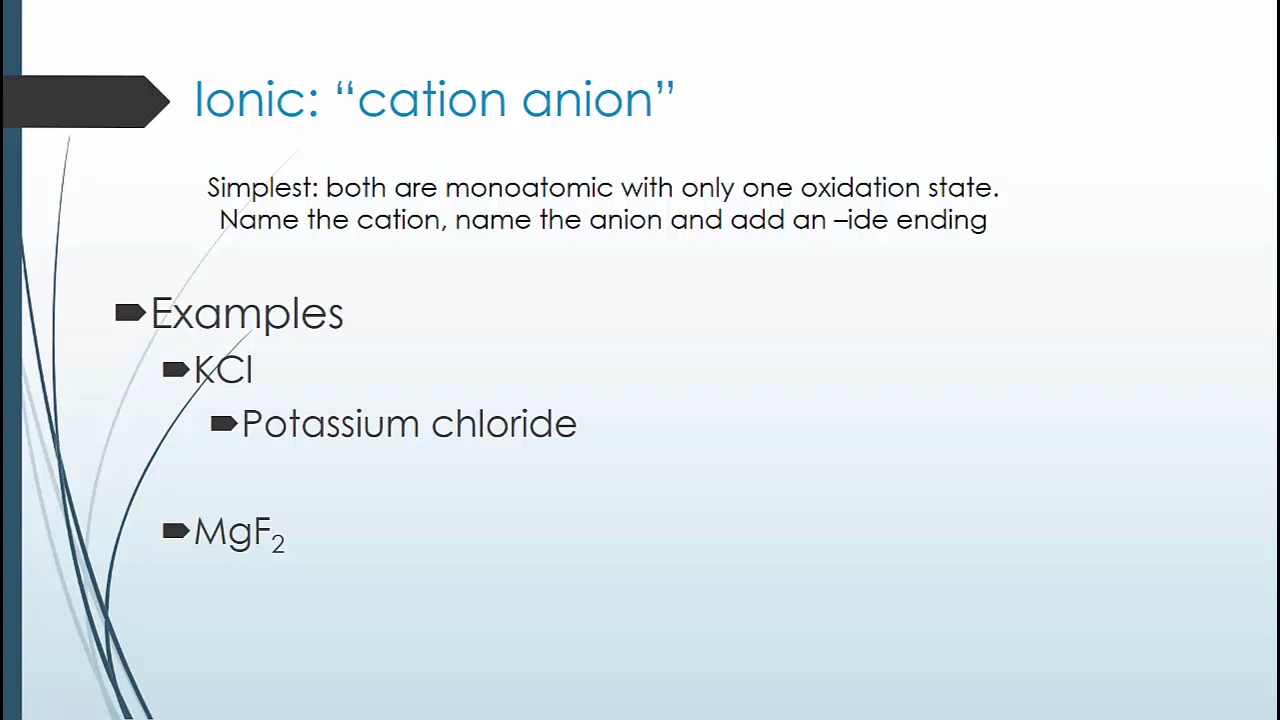 Ionic: “cation anion”
Simplest: both are monoatomic with only one oxidation state.
Name the cation, name the anion and add an –ide ending
Examples
KCl
Potassium chloride
MgF₂